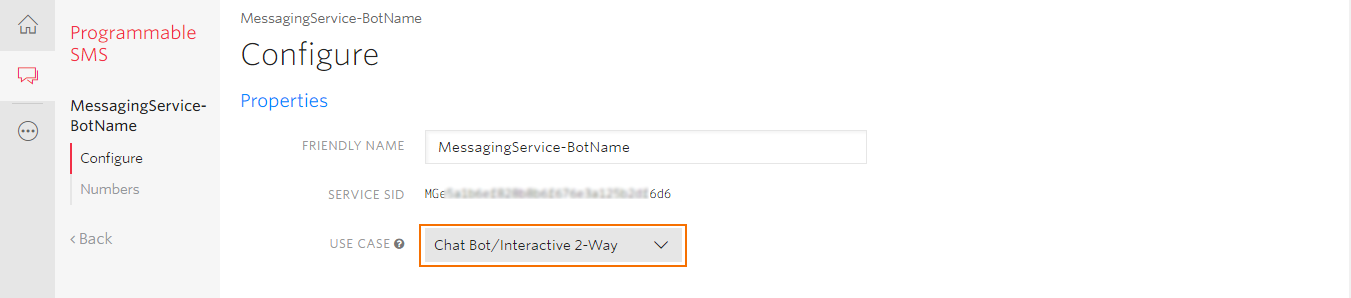 MessagingService-BotName
Configure
Properties
Programmable
SMS
MessagingService-
BotName
Configure
Numbers
Back
FRIENDLY NAME
MessagingService-BotName
SERVICE SID
MGe
6d6
USE CASE
Chat Bot/Interactive 2-Way